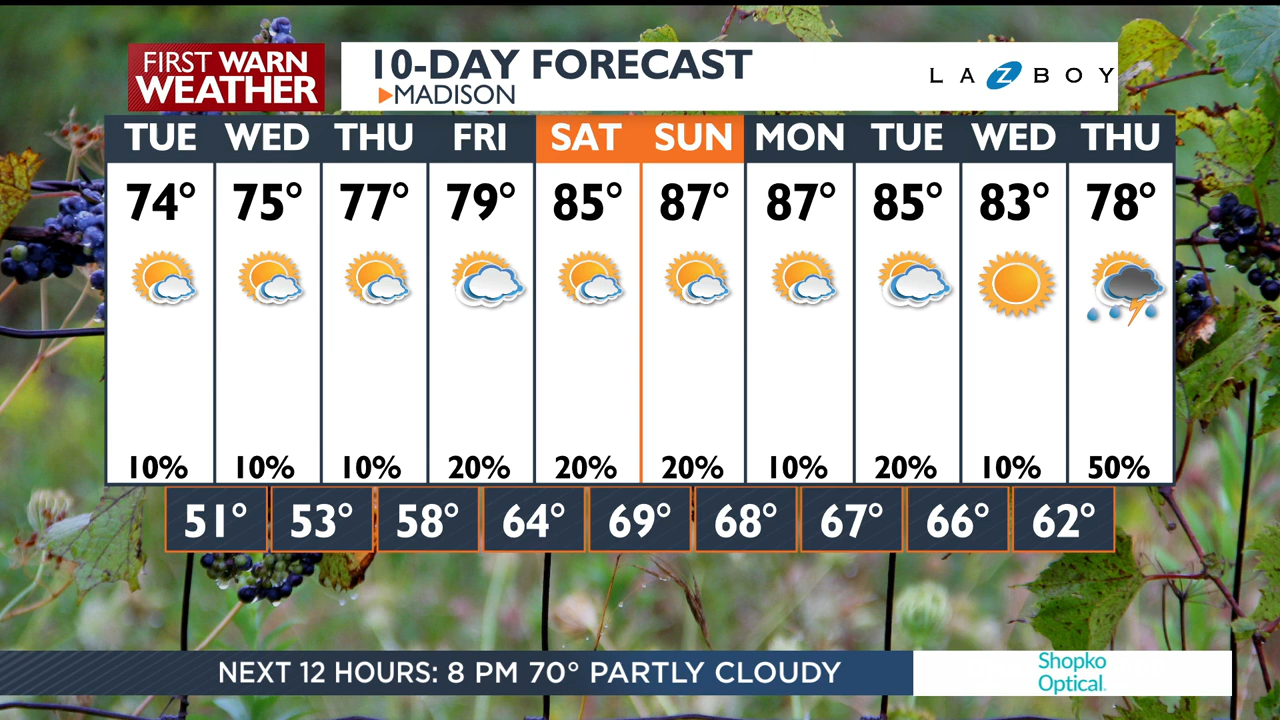 FIRST WARN
WEATHER
10-DAY FORECAST
MADISON
LA Z BOY
TUE WED THU FRI SAT SUN MON TUE WED THU
74° 75° 77° 79° 85° 87° 87° 85° 83° 78°
10% 10% 10% 20% 20% 20% 10% 20% 10% 50%
51° 53° 58° 64° 69° 68° 67° 66° 62°
NEXT 12 HOURS: 8 PM 70° PARTLY CLOUDY
Shopko
Optical.